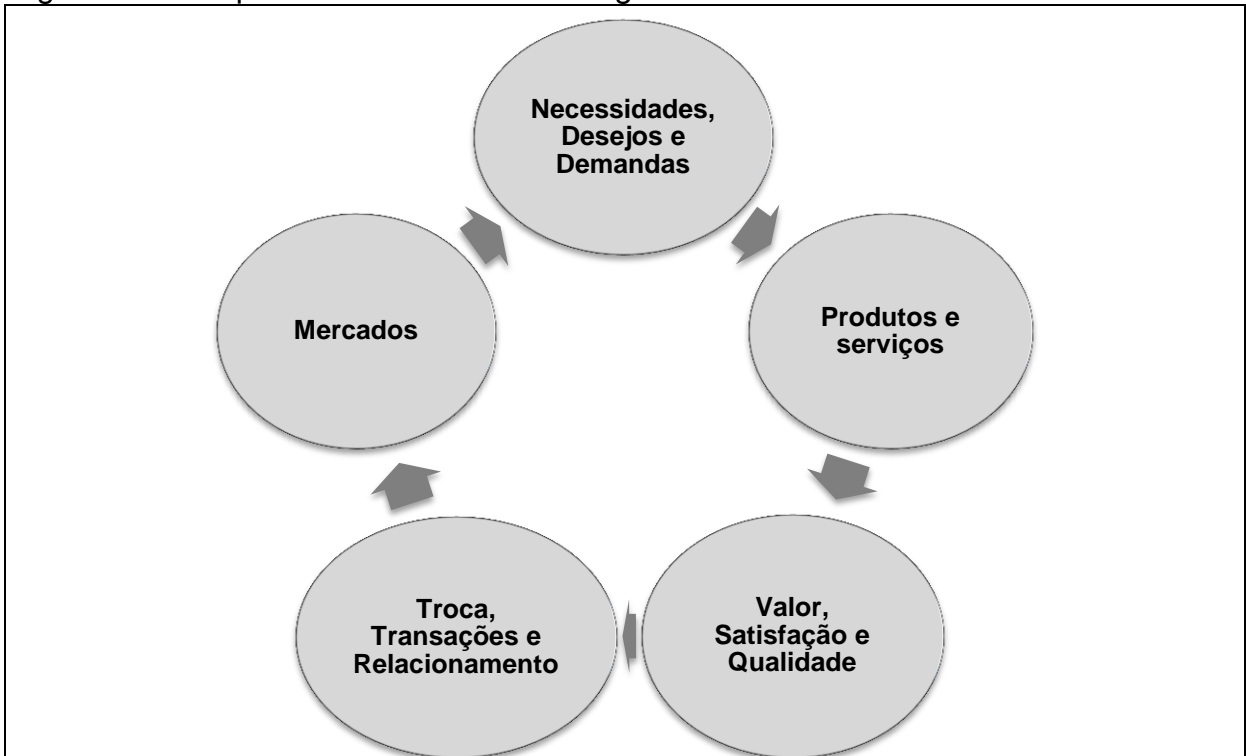 Necessidades,
Desejos e
Demandas
Produtos e
serviços
Valor,
Satisfação e
Qualidade
Troca,
Transações e
Relacionamento
Mercados